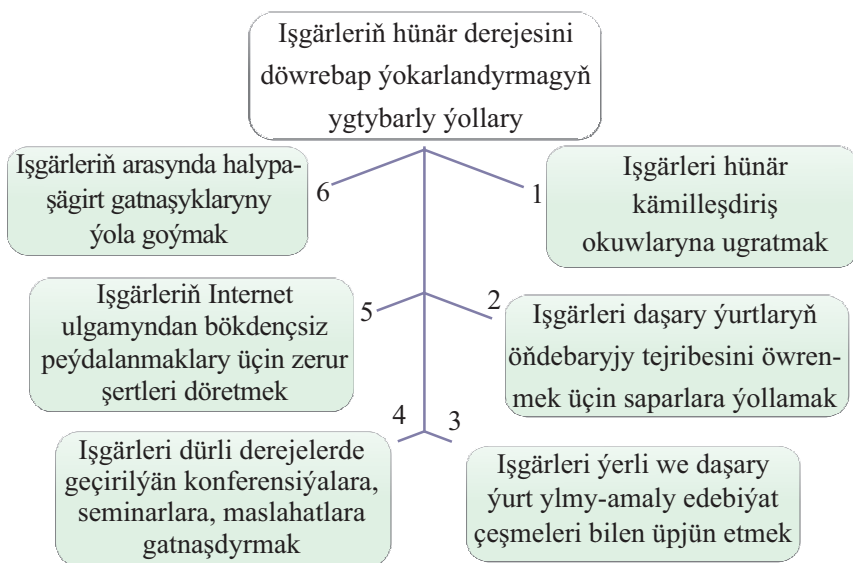 Işgärleriň hünär derejesini
döwrebap ýokarlandyrmagyň
ygtybarly ýollary
Işgärleriň arasynda halypa-
şägirt gatnaşyklaryny
ýola goýmak
6
1
Işgärleri hünär
kämilleşdiriş
okuwlaryna ugratmak
Işgärleriň Internet
ulgamyndan bökdençsiz
peýdalanmaklary üçin zerur
şertleri döretmek
5
2
Işgärleri daşary ýurtlaryň
öňdebaryjy tejribesini öwren-
mek üçin saparlara ýollamak
4
3
Işgärleri dürli derejelerde
geçirilýän konferensiýalara,
seminarlara, maslahatlara
gatnaşdyrmak
Işgärleri ýerli we daşary
ýurt ylmy-amaly edebiýat
çeşmeleri bilen üpjün etmek